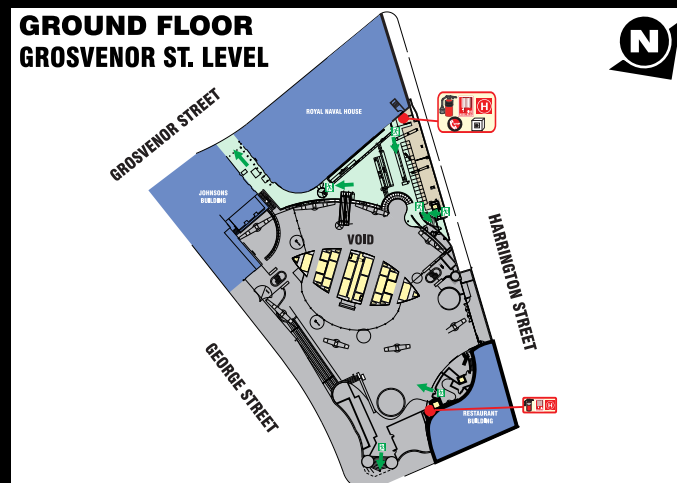 GROUND FLOOR
GROSVENOR ST. LEVEL
N
GROSVENOR STREET
ROYAL NAVAL HOUSE
H
JOHNSONS
BUILDING
VOID
HARRINGTON STREET
GEORGE STREET
H
RESTAURANT
BUILDING